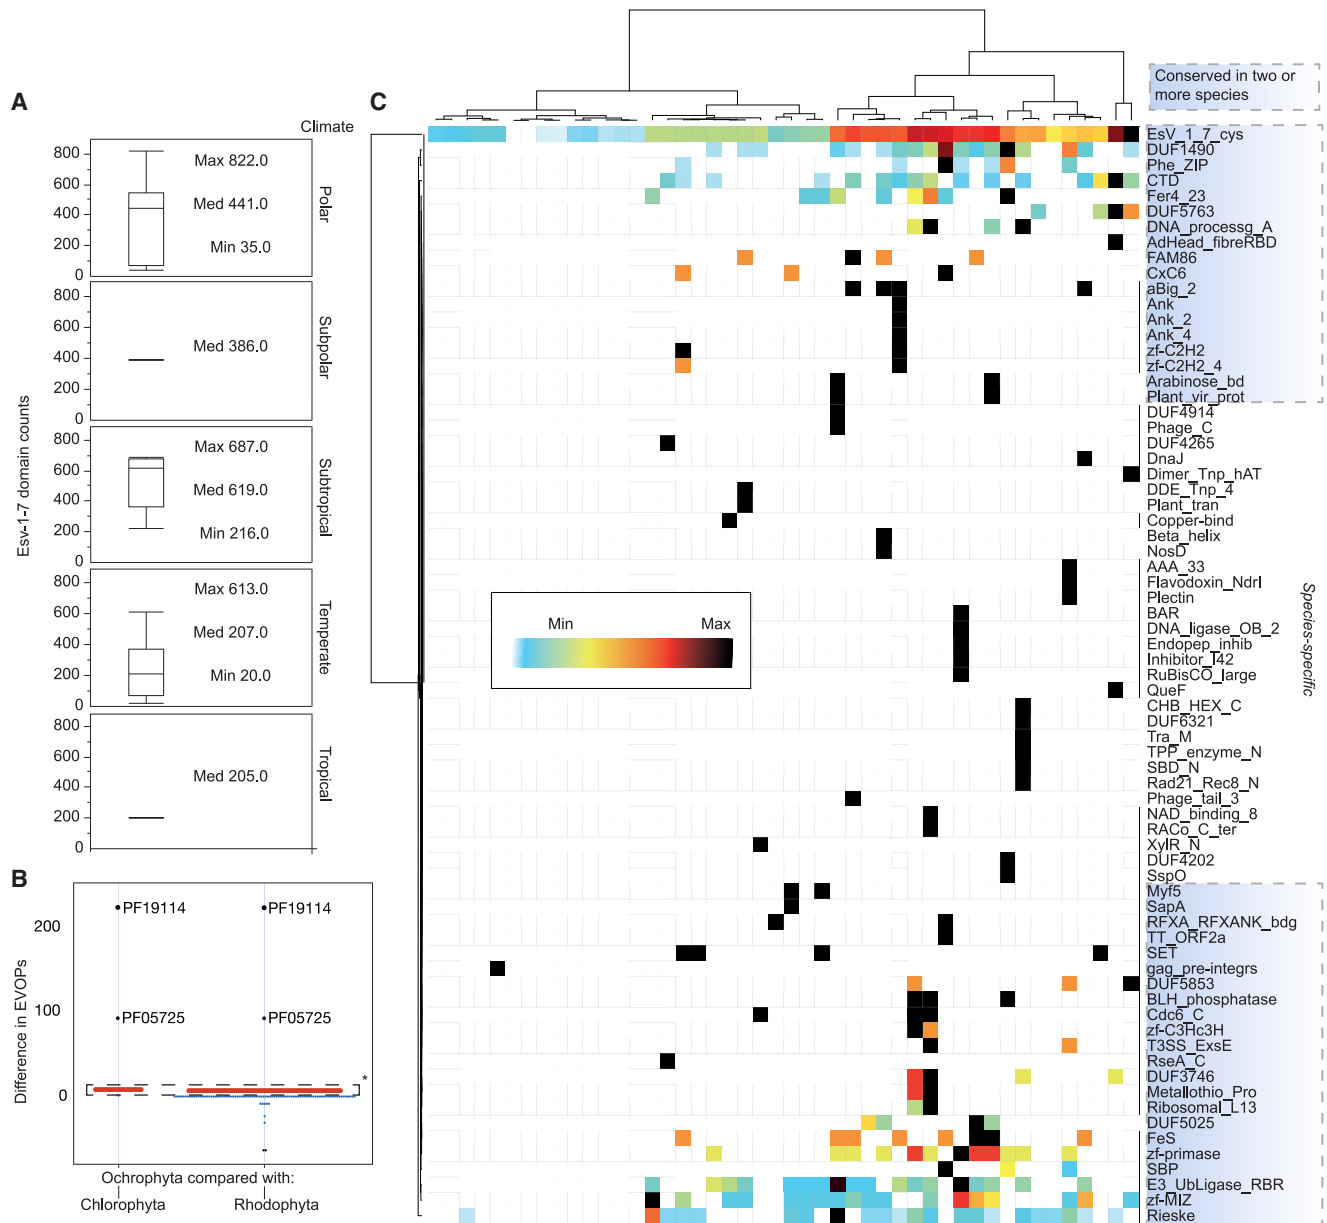 A
Climate
Esv-1-7 domain counts
800
600
400
200
0
Max 822.0
Med 441.0
Min 35.0
Polar
800
600
400
200
0
Med 386.0
Subpolar
800
600
400
200
0
Max 687.0
Med 619.0
Min 216.0
Subtropical
800
600
400
200
0
Max 613.0
Med 207.0
Min 20.0
Temperate
800
600
400
200
0
Med 205.0
Tropical
B
Difference in EVOPs
200
100
0
PF19114
PF19114
PF05725
PF05725
*
Ochrophyta compared with:
Chlorophyta
Rhodophyta
C
Conserved in two or
more species
EsV_1_7_cys
DUF1490
Phe_ZIP
CTD
Fer4_23
DUF5763
DNA_processg_A
AdHead_fibreRBD
FAM86
CxC6
aBig_2
Ank
Ank_2
Ank_4
zf-C2H2
zf-C2H2_4
Arabinose_bd
Plant_vir_prot
DUF4914
Phage_C
DUF4265
DnaJ
Dimer_Tnp_hAT
DDE_Tnp_4
Plant_tran
Copper-bind
Beta_helix
NosD
AAA_33
Flavodoxin_NdrI
Plectin
BAR
DNA_ligase_OB_2
Endopep_inhib
Inhibitor_I42
RuBisCO_large
QueF
CHB_HEX_C
DUF6321
Tra_M
TPP_enzyme_N
SBD_N
Rad21_Rec8_N
Phage_tail_3
NAD_binding_8
RACo_C_ter
XylR_N
DUF4202
SspO
Myf5
SapA
RFXA_RFXANK_bdg
TT_ORF2a
SET
gag_pre-integrs
DUF5853
BLH_phosphatase
Cdc6_C
zf-C3Hc3H
T3SS_ExsE
RseA_C
DUF3746
Metallothio_Pro
Ribosomal_L13
DUF5025
FeS
zf-primase
SBP
E3_UbLigase_RBR
zf-MIZ
Rieske
Species-specific
Min
Max